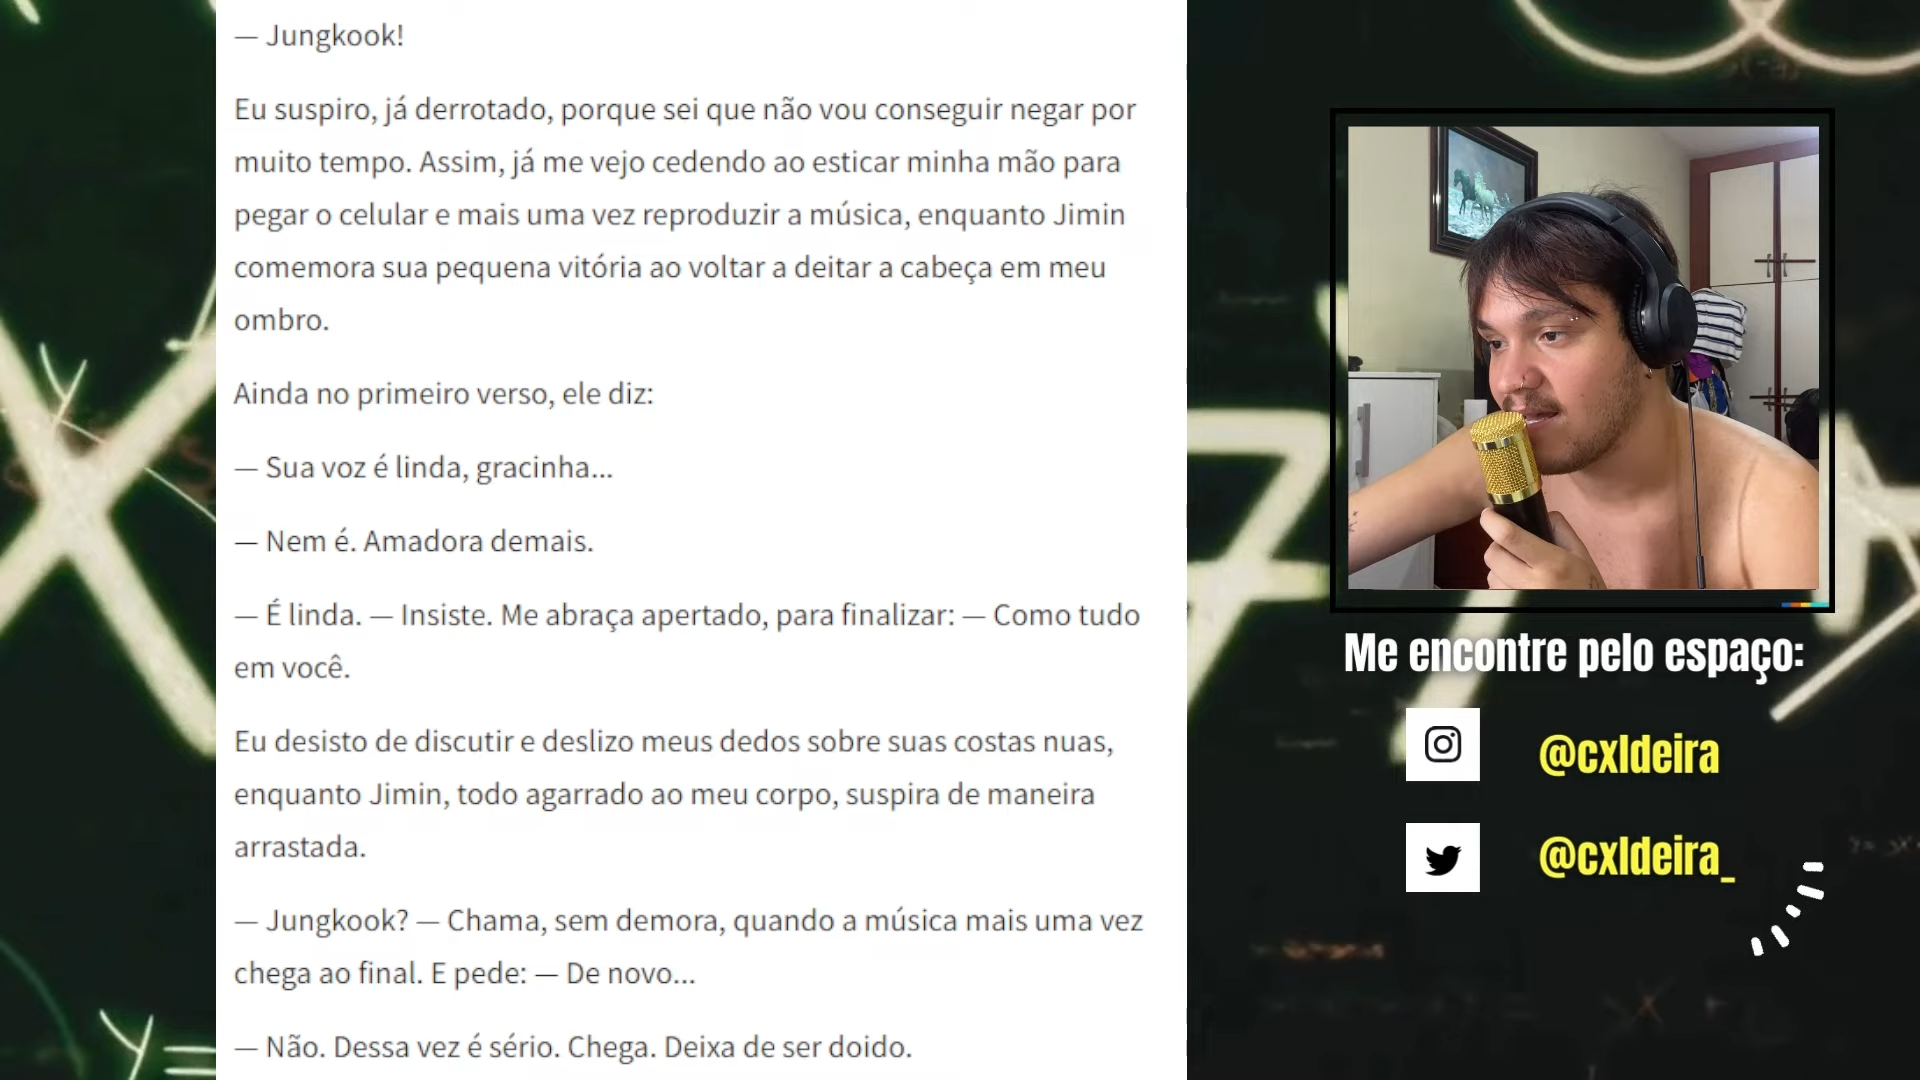 — Jungkook!
Eu suspiro, já derrotado, porque sei que não vou conseguir negar por
muito tempo. Assim, já me vejo cedendo ao esticar minha mão para
pegar o celular e mais uma vez reproduzir a música, enquanto Jimin
comemora sua pequena vitória ao voltar a deitar a cabeça em meu
ombro.
Ainda no primeiro verso, ele diz:
— Sua voz é linda, gracinha...
— Nem é. Amadora demais.
— É linda. — Insiste. Me abraça apertado, para finalizar: — Como tudo
em você.
Eu desisto de discutir e deslizo meus dedos sobre suas costas nuas,
enquanto Jimin, todo agarrado ao meu corpo, suspira de maneira
arrastada.
— Jungkook? — Chama, sem demora, quando a música mais uma vez
chega ao final. E pede: — De novo...
— Não. Dessa vez é sério. Chega. Deixa de ser doido.
Me encontre pelo espaço:
@cxldeira
@cxldeira_